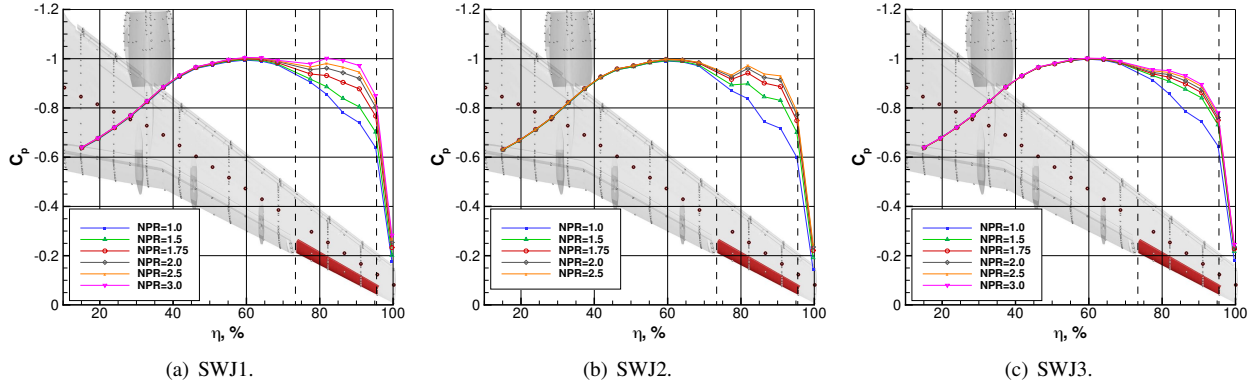 -1.2
-1
-0.8
-0.6
-0.4
-0.2
0
Cp
NPR=1.0
NPR=1.5
NPR=1.75
NPR=2.0
NPR=2.5
NPR=3.0
20 40 60 80 100
η, %
(a) SWJ1.
-1.2
-1
-0.8
-0.6
-0.4
-0.2
0
Cp
NPR=1.0
NPR=1.5
NPR=1.75
NPR=2.0
NPR=2.5
20 40 60 80 100
η, %
(b) SWJ2.
-1.2
-1
-0.8
-0.6
-0.4
-0.2
0
Cp
NPR=1.0
NPR=1.5
NPR=1.75
NPR=2.0
NPR=2.5
NPR=3.0
20 40 60 80 100
η, %
(c) SWJ3.